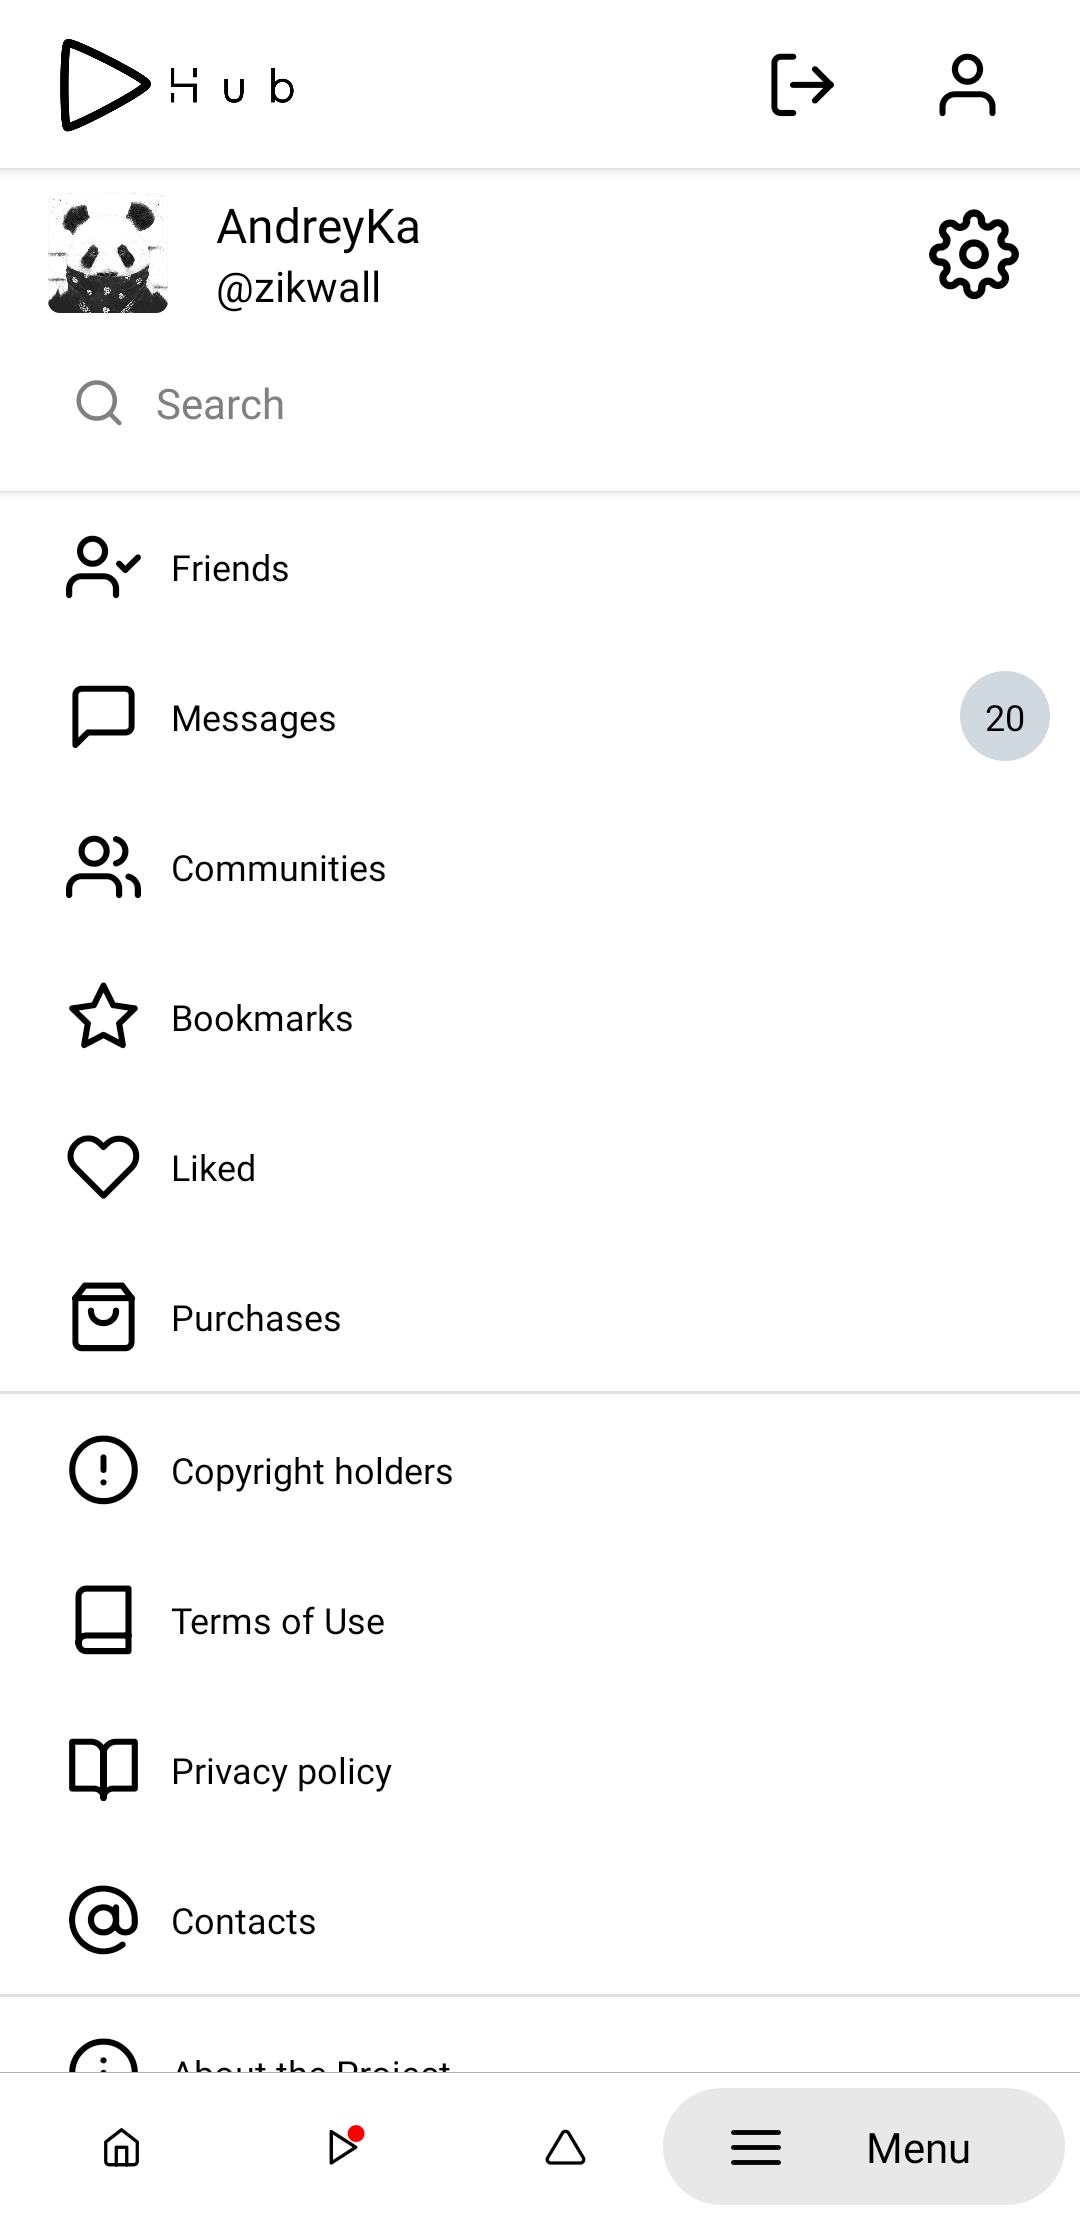 Hub
AndreyKa
@zikwall
Search
Friends
Messages
20
Communities
Bookmarks
Liked
Purchases
Copyright holders
Terms of Use
Privacy policy
Contacts
About the Project
Menu